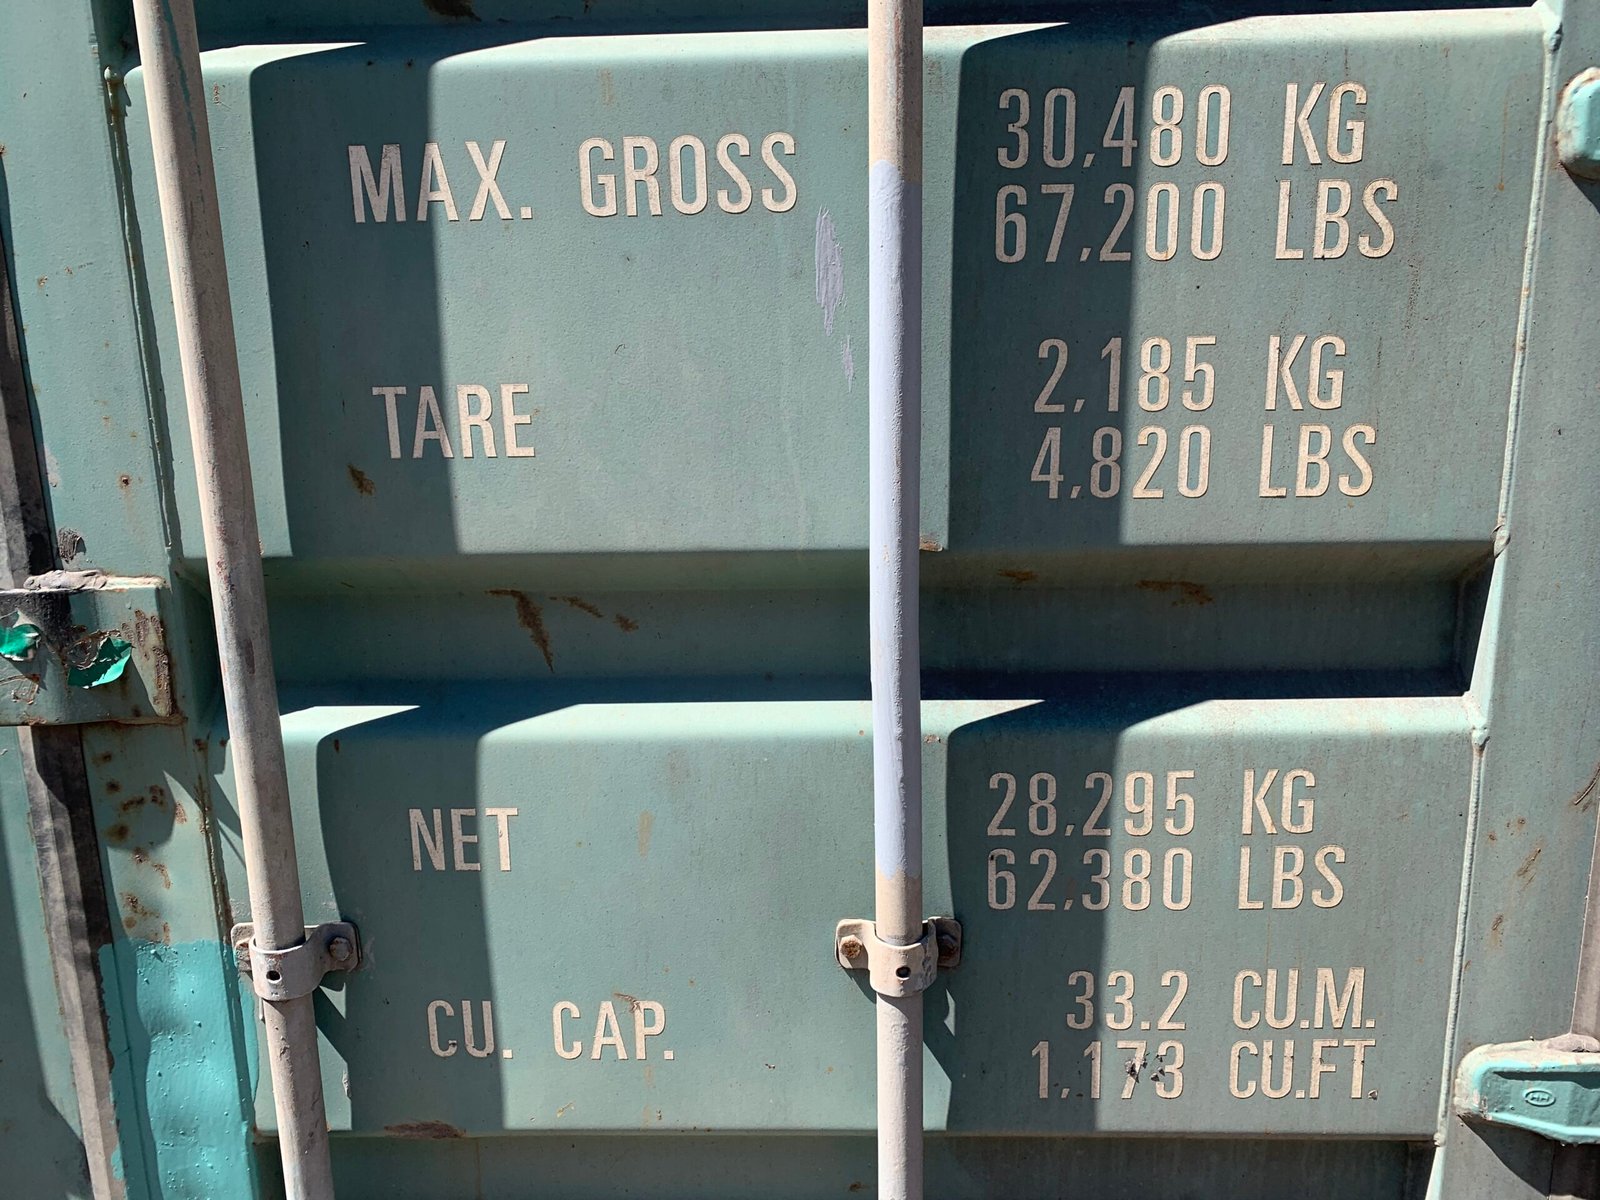 MAX. GROSS 30,480 KG
67,200 LBS
TARE 2,185 KG
4,820 LBS
NET 28,295 KG
62,380 LBS
CU. CAP. 33.2 CU.M.
1,173 CU.FT.